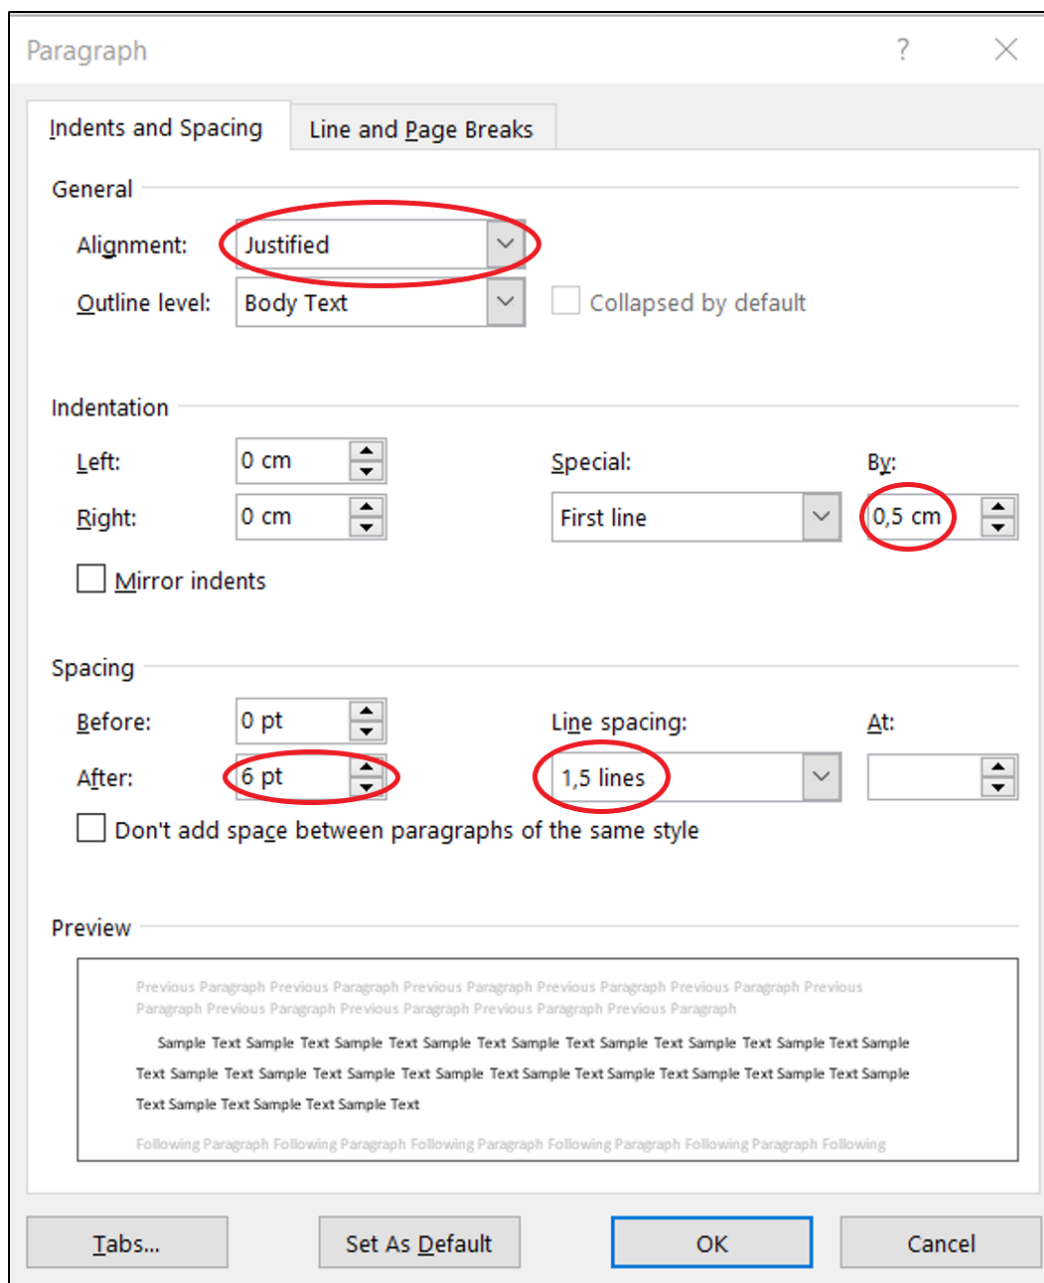 Paragraph ?
Indents and Spacing Line and Page Breaks
General
Alignment: Justified
Outline level: Body Text Collapsed by default
Indentation
Left: 0 cm Special: By:
Right: 0 cm First line 0,5 cm
Mirror indents
Spacing
Before: 0 pt Line spacing: At:
After: 6 pt 1,5 lines
Don't add space between paragraphs of the same style
Preview
Previous Paragraph Previous Paragraph Previous Paragraph Previous Paragraph Previous Paragraph Previous
Paragraph Previous Paragraph Previous Paragraph Previous Paragraph Previous Paragraph
Sample Text Sample Text Sample Text Sample Text Sample Text Sample Text Sample Text Sample Text Sample
Text Sample Text Sample Text Sample Text Sample Text Sample Text Sample Text Sample Text Sample
Text Sample Text Sample Text Sample Text
Following Paragraph Following Paragraph Following Paragraph Following Paragraph Following Paragraph Following
Tabs... Set As Default OK Cancel